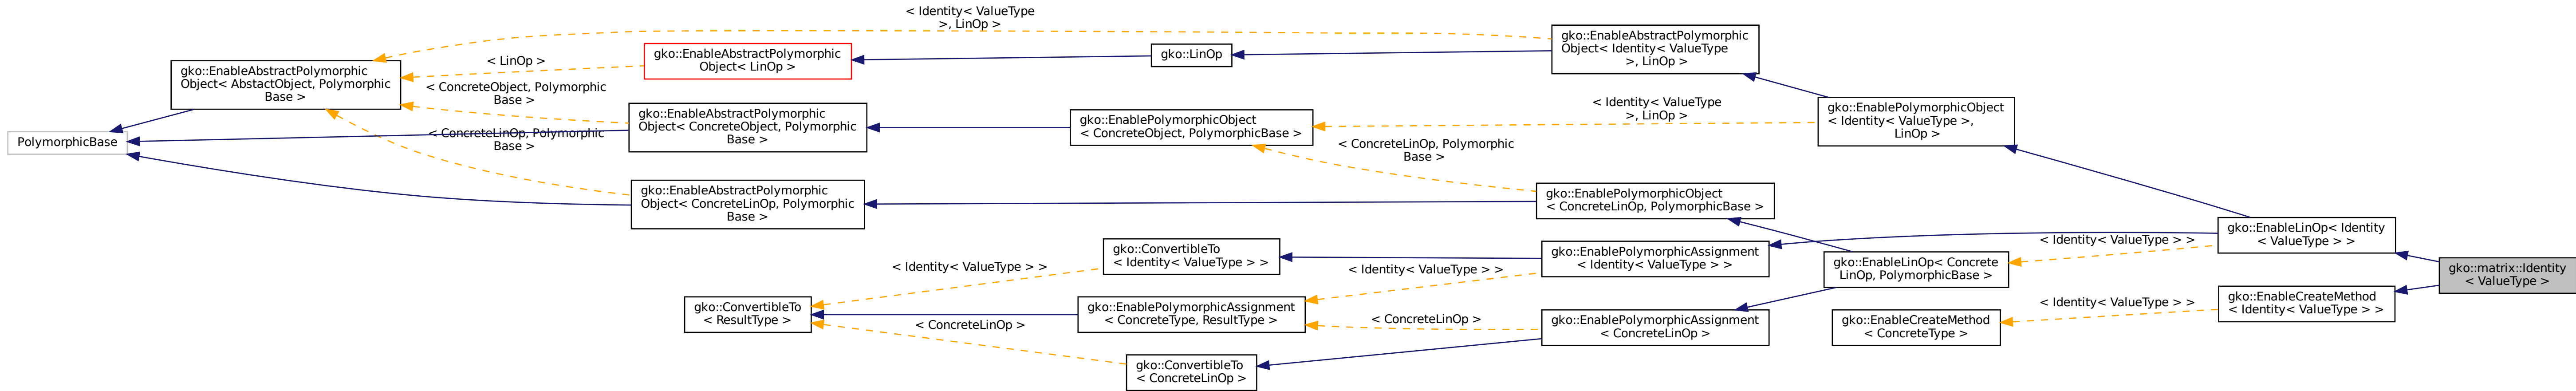 < Identity< ValueType
>, LinOp >
gko::EnableAbstractPolymorphic
Object< Identity< ValueType
>, LinOp >
gko::EnableAbstractPolymorphic
Object< LinOp >
gko::LinOp
< LinOp >
gko::EnableAbstractPolymorphic
Object< AbstactObject, Polymorphic
Base >
< ConcreteObject, Polymorphic
Base >
< Identity< ValueType
>, LinOp >
gko::EnablePolymorphicObject
< Identity< ValueType >,
LinOp >
gko::EnableAbstractPolymorphic
Object< ConcreteObject, Polymorphic
Base >
gko::EnablePolymorphicObject
< ConcreteObject, PolymorphicBase >
PolymorphicBase
< ConcreteLinOp, Polymorphic
Base >
< ConcreteLinOp, Polymorphic
Base >
gko::EnableAbstractPolymorphic
Object< ConcreteLinOp, Polymorphic
Base >
gko::EnablePolymorphicObject
< ConcreteLinOp, PolymorphicBase >
gko::EnableLinOp< Identity
< ValueType > >
< Identity< ValueType > >
gko::ConvertibleTo
< Identity< ValueType > >
gko::EnablePolymorphicAssignment
< Identity< ValueType > >
gko::EnableLinOp< Concrete
LinOp, PolymorphicBase >
< Identity< ValueType > >
< Identity< ValueType > >
gko::matrix::Identity
< ValueType >
gko::ConvertibleTo
< ResultType >
gko::EnablePolymorphicAssignment
< ConcreteType, ResultType >
< Identity< ValueType > >
gko::EnableCreateMethod
< Identity< ValueType > >
< ConcreteLinOp >
< ConcreteLinOp >
gko::EnablePolymorphicAssignment
< ConcreteLinOp >
gko::EnableCreateMethod
< ConcreteType >
gko::ConvertibleTo
< ConcreteLinOp >